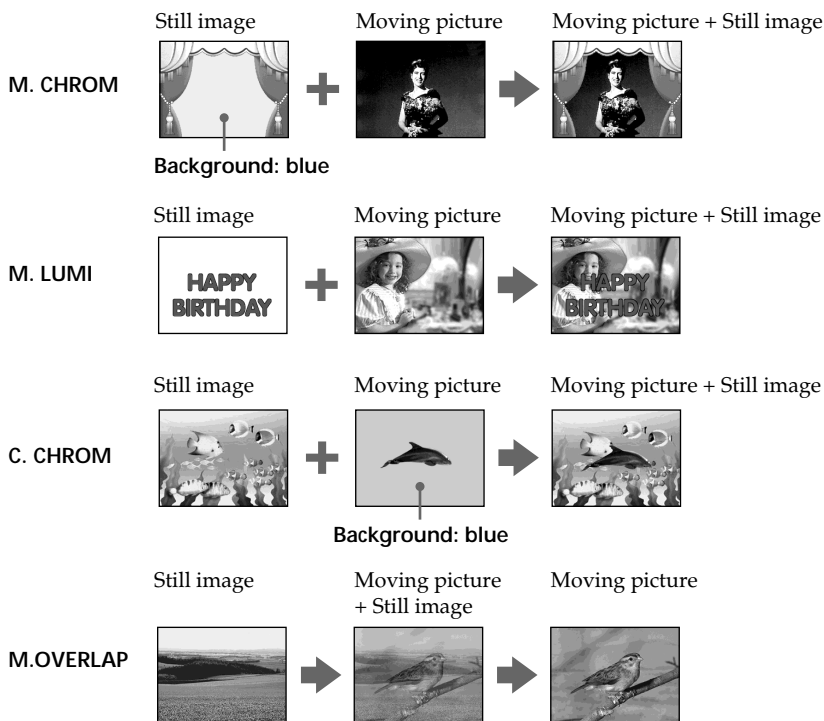 Still image Moving picture Moving picture + Still image
M. CHROM
Background: blue
Still image Moving picture Moving picture + Still image
M. LUMI
HAPPY
BIRTHDAY
HAPPY
BIRTHDAY
Still image Moving picture Moving picture + Still image
C. CHROM
Background: blue
Still image Moving picture Moving picture
+ Still image
M.OVERLAP